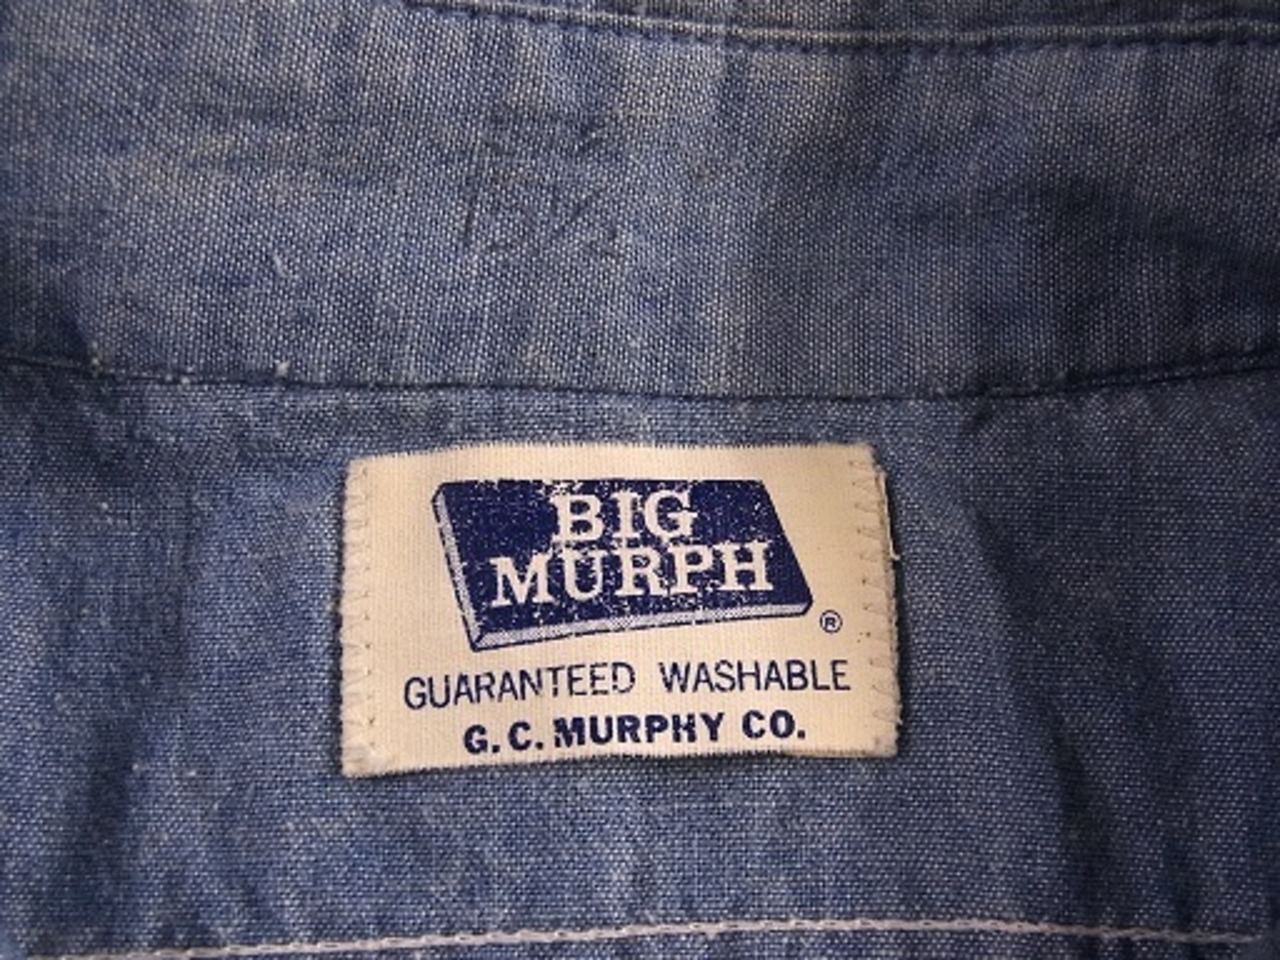 BIG
MURPH
®
GUARANTEED WASHABLE
G. C. MURPHY CO.